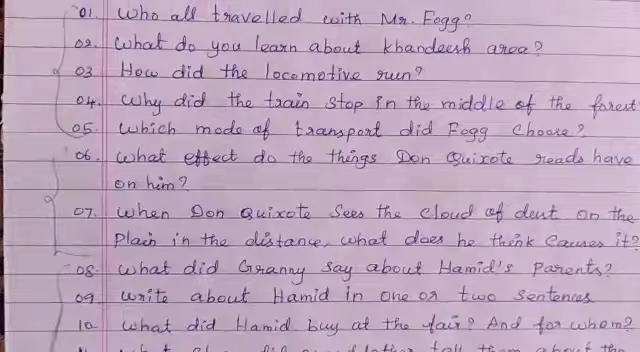 01. Who all travelled with Mr. Fogg?
02. What do you learn about Khandeesh area?
03 How did the locomotive run?
04. Why did the train stop in the middle of the forest
05. Which mode of transport did Fogg Choose?
06. What effect do the things Don Quixote reads have
on him?
07. When Don Quixote Sees the Cloud of dust on the
Plain in the distance, what does he think Causes it?
08. What did Granny say about Hamid's Parents?
09. Write about Hamid in one or two Sentences
10. What did Hamid buy at the fair? And for whom?
tell them about the